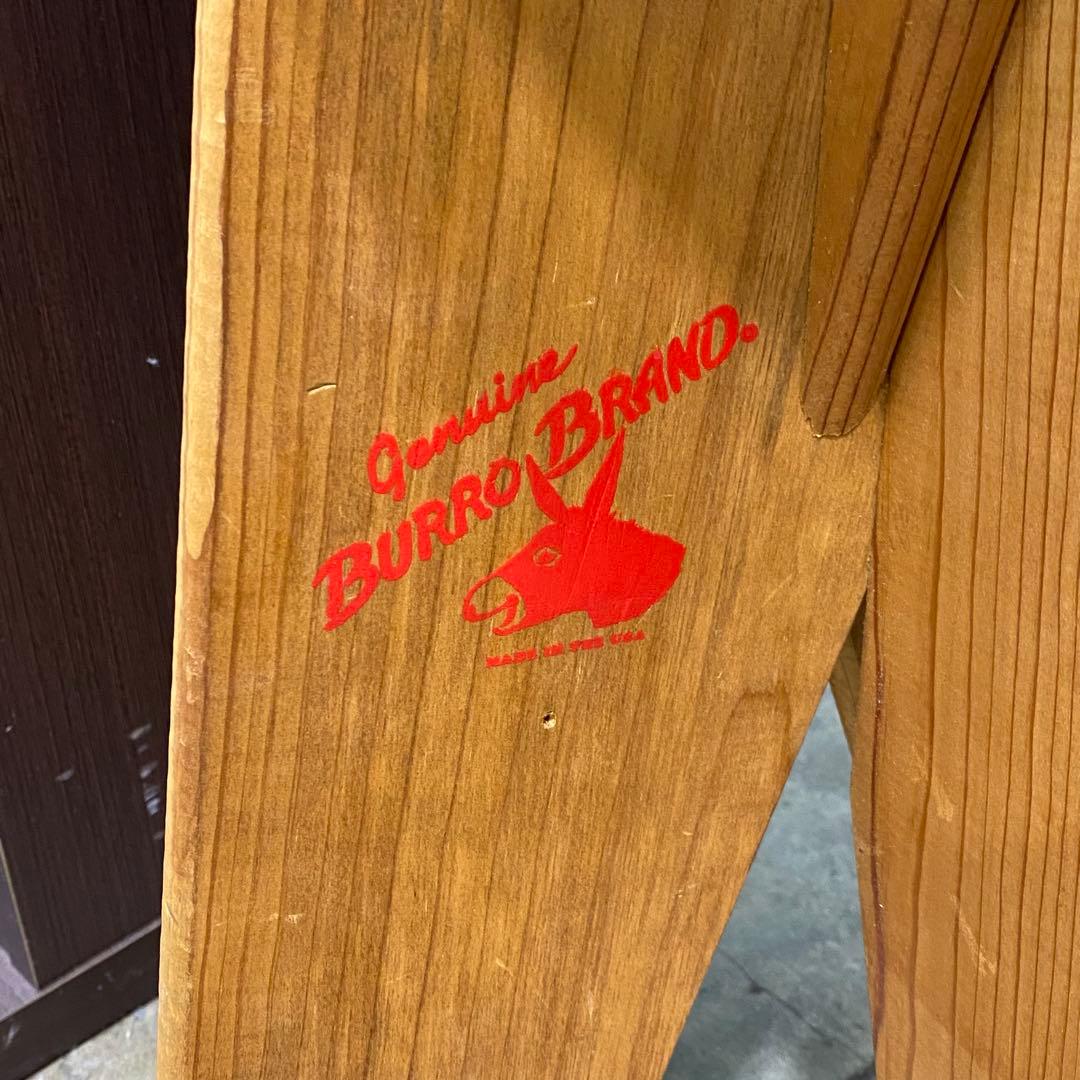 Genuine
BURRO BRAND.
MADE IN THE USA